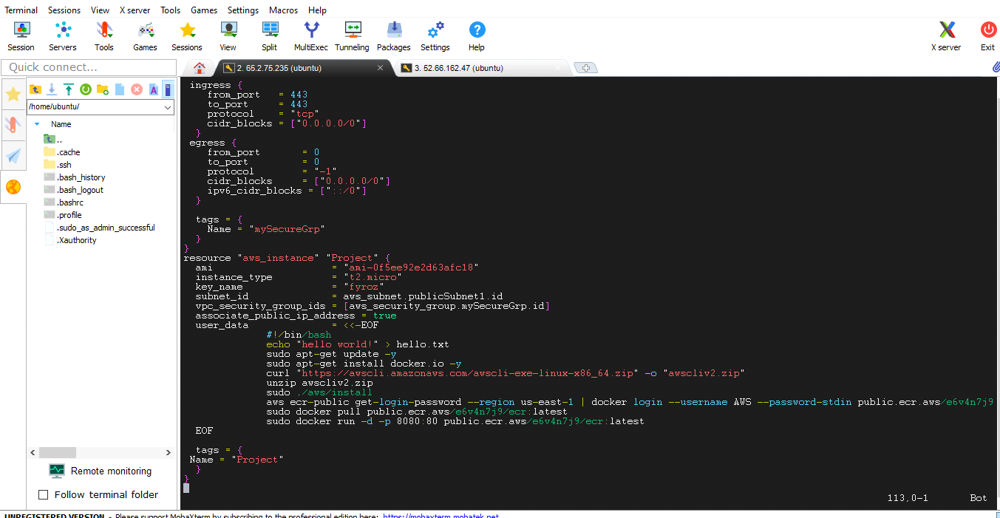 Terminal Sessions View X server Tools Games Settings Macros Help
Session Servers Tools Games Sessions View Split MultiExec Tunneling Packages Settings Help X server Exit
Quick connect...
2. 65.2.75.235 (ubuntu)
3. 52.66.162.47 (ubuntu)
/home/ubuntu/
Name
..
.cache
.ssh
.bash_history
.bash_logout
.bashrc
.profile
.sudo_as_admin_successful
.Xauthority
Remote monitoring
Follow terminal folder
ingress {
from_port = 443
to_port = 443
protocol = "tcp"
cidr_blocks = ["0.0.0.0/0"]
}
egress {
from_port = 0
to_port = 0
protocol = "-1"
cidr_blocks = ["0.0.0.0/0"]
ipv6_cidr_blocks = ["::/0"]
}
tags = {
Name = "mySecureGrp"
}
}
resource "aws_instance" "Project" {
ami = "ami-0f5ee92e2d63afc18"
instance_type = "t2.micro"
key_name = "fyroz"
subnet_id = aws_subnet.publicSubnet1.id
vpc_security_group_ids = [aws_security_group.mySecureGrp.id]
associate_public_ip_address = true
user_data = <<-EOF
#!/bin/bash
echo "hello world!" > hello.txt
sudo apt-get update -y
sudo apt-get install docker.io -y
curl "https://awscli.amazonaws.com/awscli-exe-linux-x86_64.zip" -o "awscliv2.zip"
unzip awscliv2.zip
sudo ./aws/install
aws ecr-public get-login-password --region us-east-1 | docker login --username AWS --password-stdin public.ecr.aws/e6v4n7j9
sudo docker pull public.ecr.aws/e6v4n7j9/ecr:latest
sudo docker run -d -p 8080:80 public.ecr.aws/e6v4n7j9/ecr:latest
EOF
tags = {
Name = "Project"
}
}
113,0-1 Bot
UNREGISTERED VERSION - Please support MobaXterm by subscribing to the professional edition here: https://mobaxterm.mobatek.net